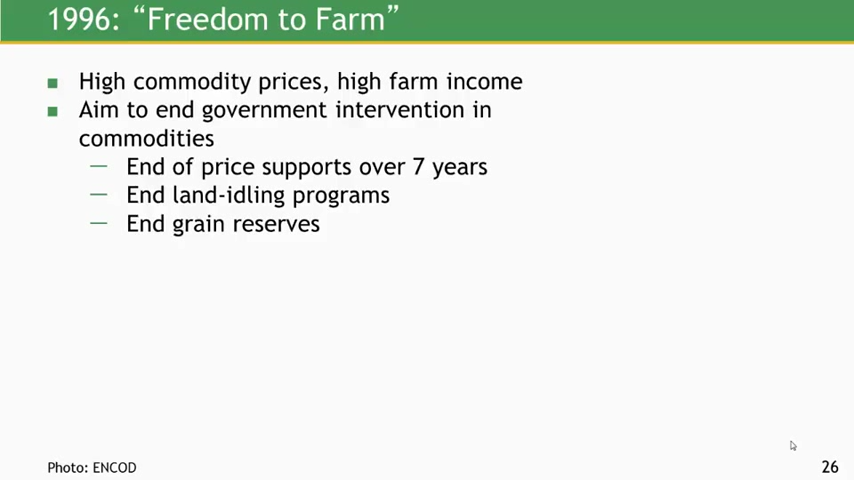 1996: “Freedom to Farm”
High commodity prices, high farm income
Aim to end government intervention in
commodities
— End of price supports over 7 years
— End land-idling programs
— End grain reserves
Photo: ENCOD
26